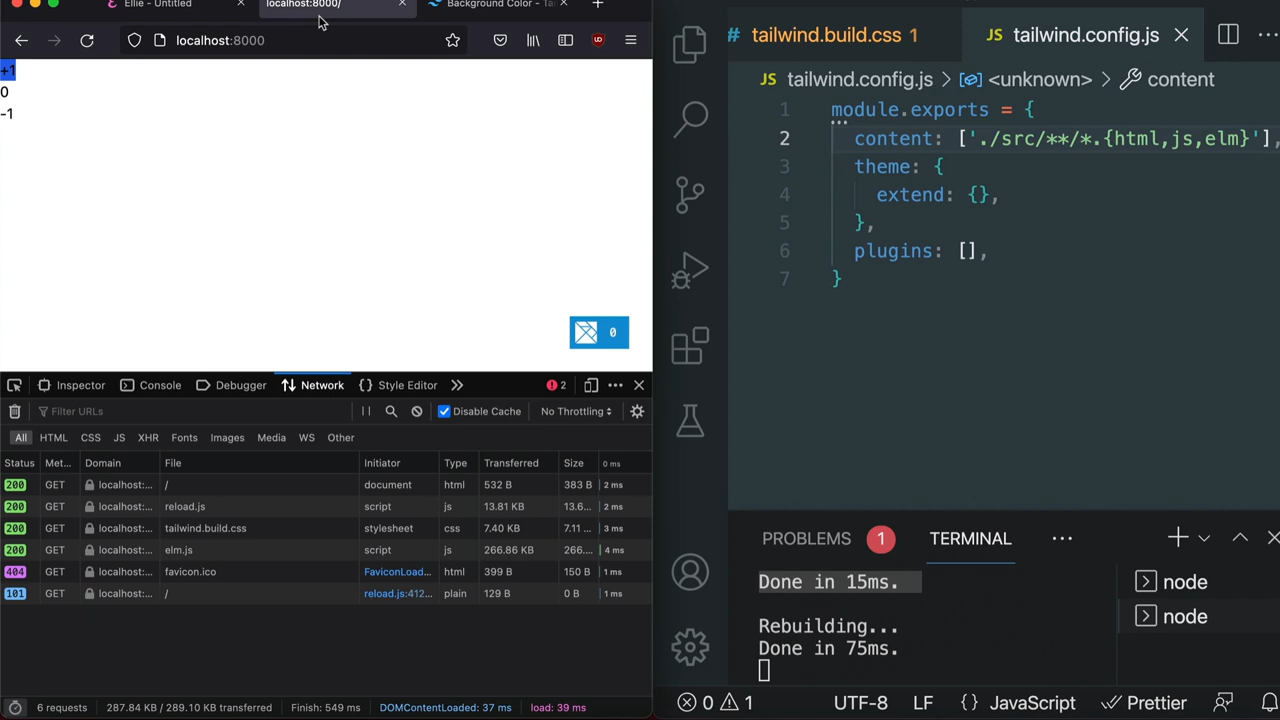 Ellie - Untitled
localhost:8000/
Background Color - Ta
localhost:8000
+1
0
-1
0
Inspector
Console
Debugger
Network
Style Editor
2
Filter URLs
Disable Cache
No Throttling
All
HTML
CSS
JS
XHR
Fonts
Images
Media
WS
Other
Status Met... Domain File Initiator Type Transferred Size 0 ms
200 GET localhost:... / document html 532 B 383 B 2 ms
200 GET localhost:... reload.js script js 13.81 KB 13.6... 2 ms
200 GET localhost:... tailwind.build.css stylesheet css 7.40 KB 7.11 ... 3 ms
200 GET localhost:... elm.js script js 266.86 KB 266.... 4 ms
404 GET localhost:... favicon.ico FaviconLoad... html 399 B 150 B 1 ms
101 GET localhost:... / reload.js:412... plain 129 B 0 B 1 ms
6 requests 287.84 KB / 289.10 KB transferred Finish: 549 ms DOMContentLoaded: 37 ms load: 39 ms
# tailwind.build.css 1
JS tailwind.config.js
JS tailwind.config.js > <unknown> > content
1 module.exports = {
2 content: ['./src/**/*.{html,js,elm}'],
3 theme: {
4 extend: {},
5 },
6 plugins: [],
7 }
PROBLEMS 1 TERMINAL
Done in 15ms.
Rebuilding...
Done in 75ms.
node
node
0 1 UTF-8 LF {} JavaScript Prettier